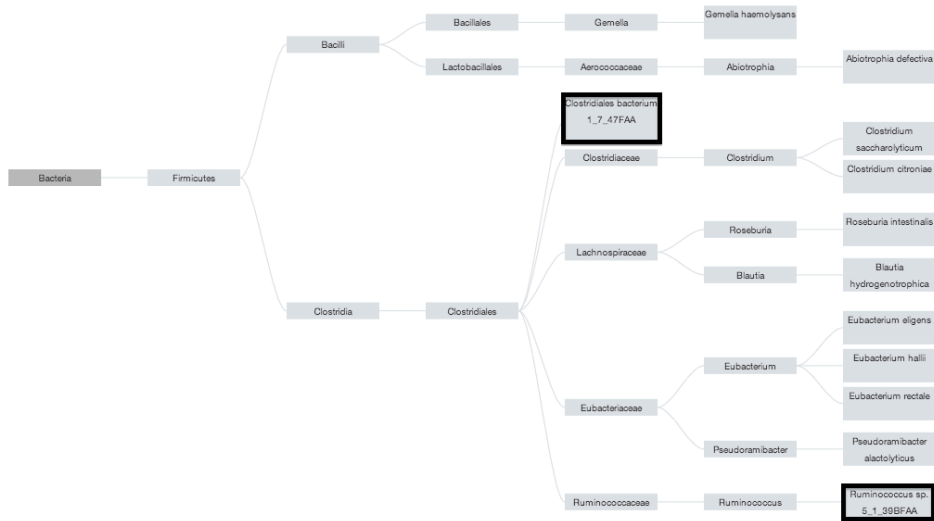 Bacteria
Firmicutes
Bacilli
Bacillales
Gemella
Gemella haemolysans
Lactobacillales
Aerococcaceae
Abiotrophia
Abiotrophia defectiva
Clostridia
Clostridiales
Clostridiales bacterium
1_7_47FAA
Clostridiaceae
Clostridium
Clostridium
saccharolyticum
Clostridium citroniae
Lachnospiraceae
Roseburia
Roseburia intestinalis
Blautia
Blautia
hydrogenotrophica
Eubacteriaceae
Eubacterium
Eubacterium eligens
Eubacterium hallii
Eubacterium rectale
Pseudoramibacter
Pseudoramibacter
alactolyticus
Ruminococcaceae
Ruminococcus
Ruminococcus sp.
5_1_39BFAA